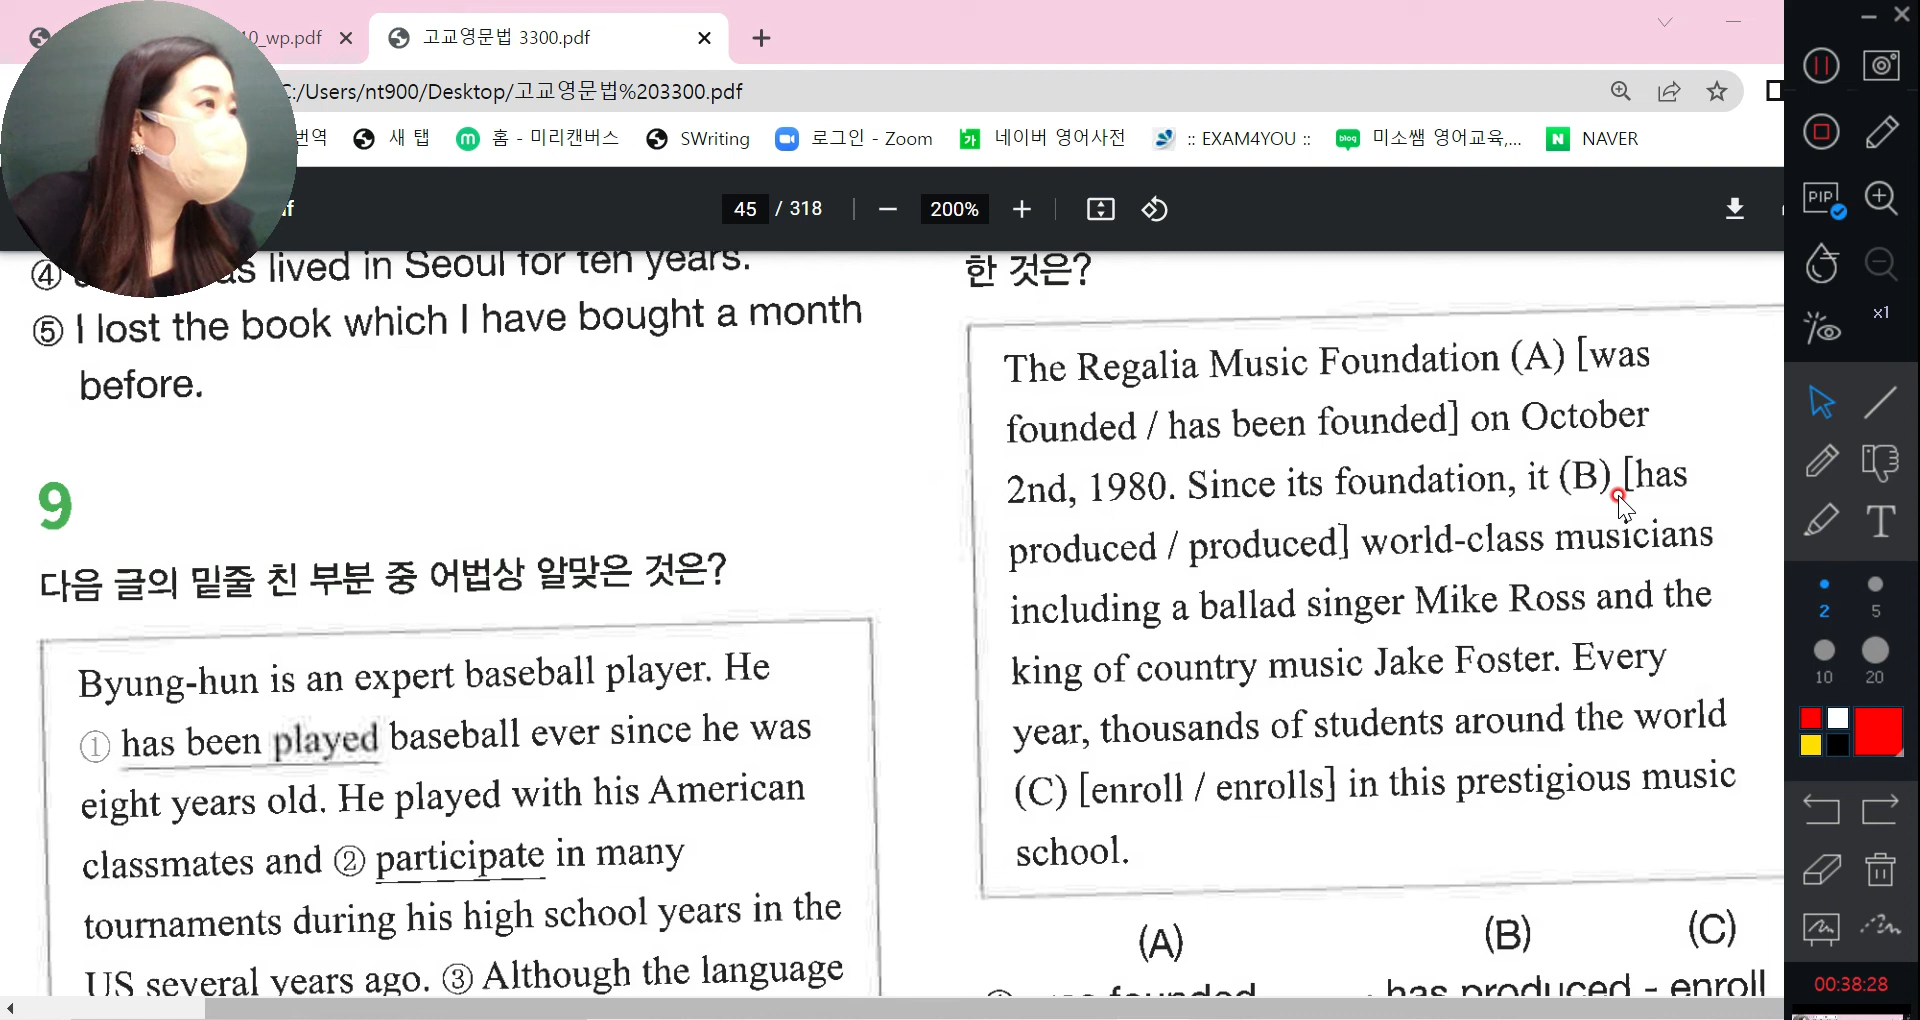 10_wp.pdf
고교영문법 3300.pdf
C:/Users/nt900/Desktop/고교영문법%203300.pdf
번역
새 탭
홈 - 미리캔버스
SWriting
로그인 - Zoom
네이버 영어사전
:: EXAM4YOU ::
미소쌤 영어교육,...
NAVER
45 / 318
200%
④ lived in Seoul for ten years.
⑤ I lost the book which I have bought a month
before.
9
다음 글의 밑줄 친 부분 중 어법상 알맞은 것은?
Byung-hun is an expert baseball player. He
① has been played baseball ever since he was
eight years old. He played with his American
classmates and ② participate in many
tournaments during his high school years in the
US several years ago. ③ Although the language
한 것은?
The Regalia Music Foundation (A) [was
founded / has been founded] on October
2nd, 1980. Since its foundation, it (B) [has
produced / produced] world-class musicians
including a ballad singer Mike Ross and the
king of country music Jake Foster. Every
year, thousands of students around the world
(C) [enroll / enrolls] in this prestigious music
school.
(A) (B) (C)
founded - has produced - enroll
PIP
x1
T
2 5
10 20
00:38:28